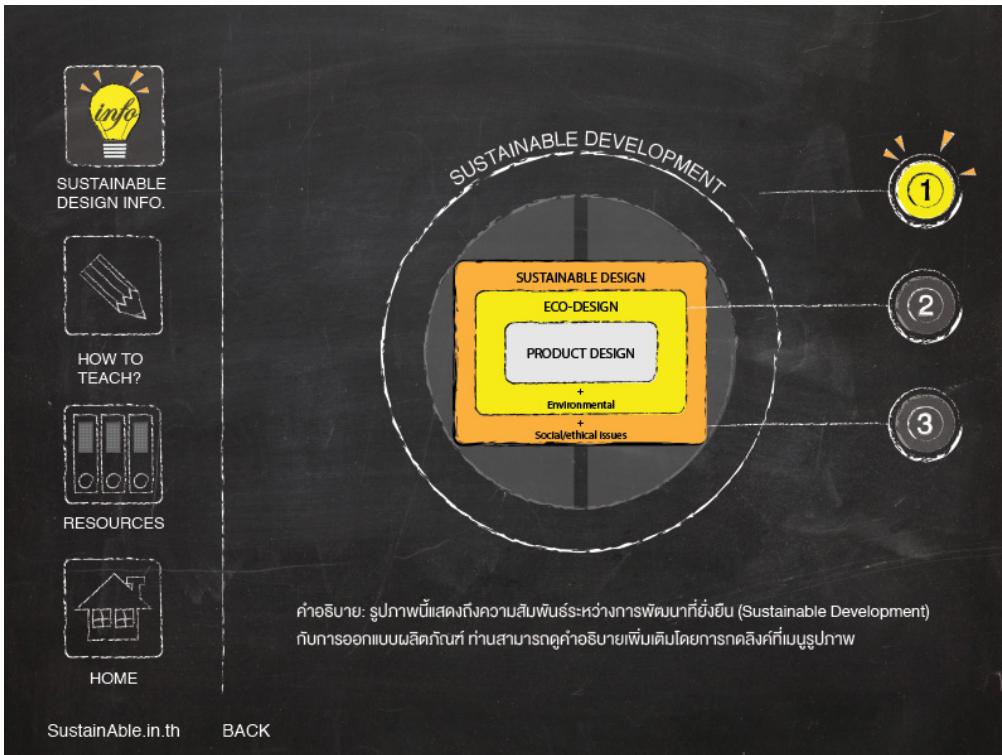 info
SUSTAINABLE
DESIGN INFO.
HOW TO
TEACH?
RESOURCES
HOME
SUSTAINABLE DEVELOPMENT
SUSTAINABLE DESIGN
ECO-DESIGN
PRODUCT DESIGN
+
Environmental
+
Social/ethical issues
1
2
3
คำอธิบาย: รูปภาพนี้แสดงถึงความสัมพันธ์ระหว่างการพัฒนาที่ยั่งยืน (Sustainable Development)
กับการออกแบบผลิตภัณฑ์ ท่านสามารถดูคำอธิบายเพิ่มเติมโดยการกดลิงค์ที่เมนูรูปภาพ
SustainAble.in.th
BACK